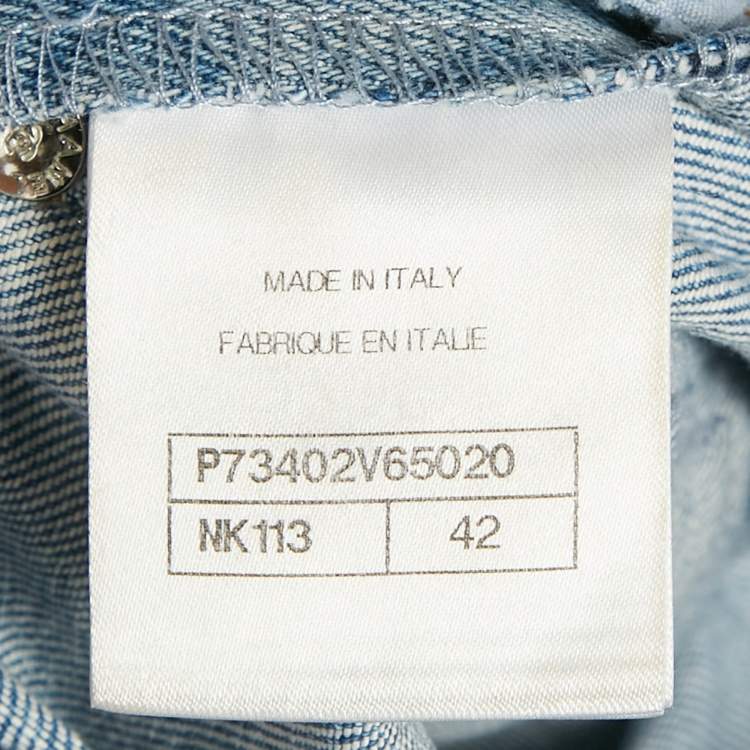 MADE IN ITALY
FABRIQUE EN ITALIE
P73402V65020
NK113 42